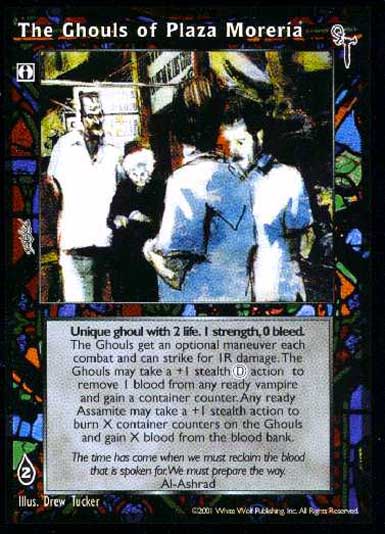 The Ghouls of Plaza Morería
Unique ghoul with 2 life. 1 strength, 0 bleed.
The Ghouls get an optional maneuver each
combat and can strike for 1R damage. The
Ghouls may take a +1 stealth Ⓓ action to
remove 1 blood from any ready vampire
and gain a container counter. Any ready
Assamite may take a +1 stealth action to
burn X container counters on the Ghouls
and gain X blood from the blood bank.
The time has come when we must reclaim the blood
that is spoken for. We must prepare the way.
Al-Ashrad
2
Illus. Drew Tucker
©2001 White Wolf Publishing, Inc. All Rights Reserved.